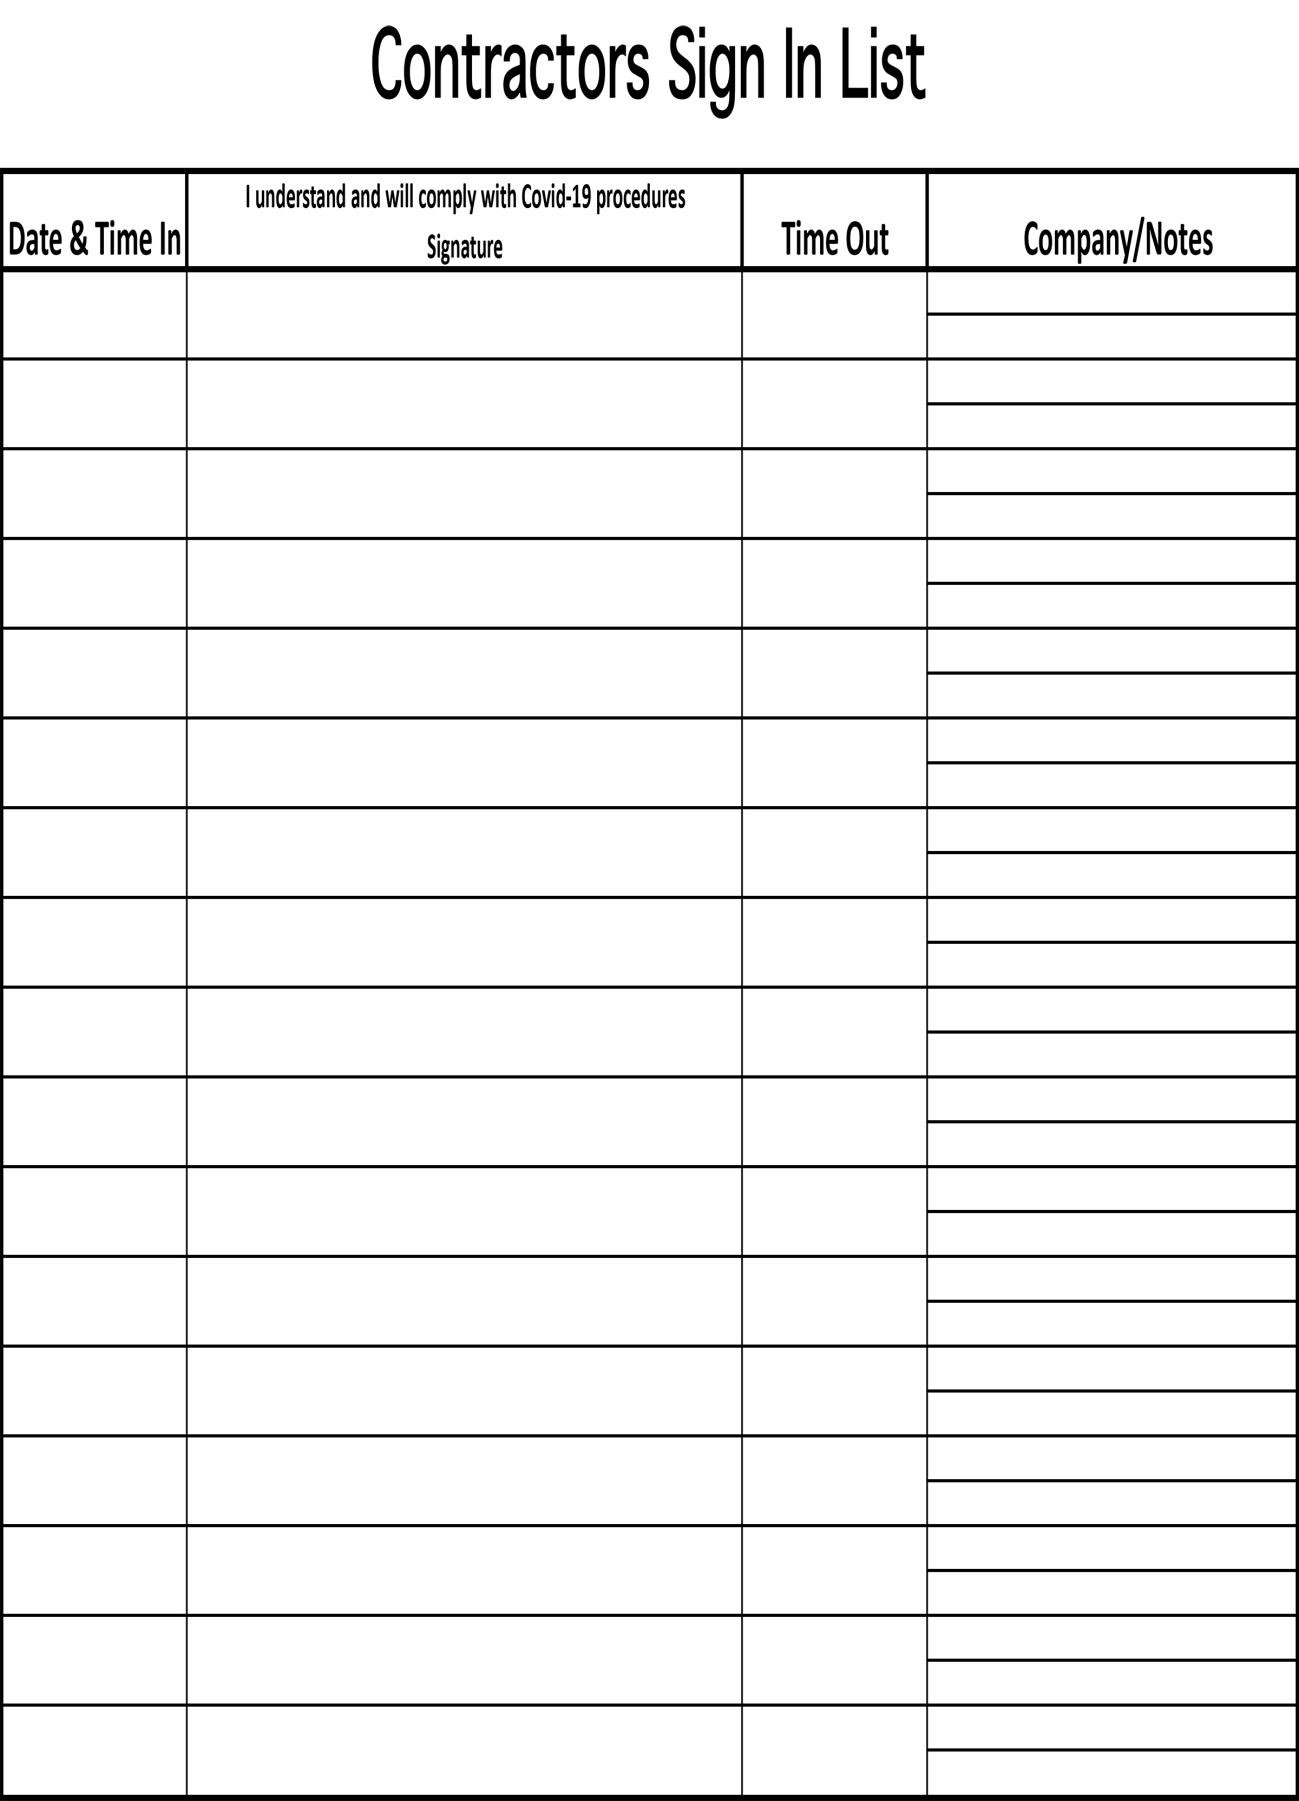 Contractors Sign In List
I understand and will comply with Covid-19 procedures
Date & Time In
Signature
Time Out
Company/Notes